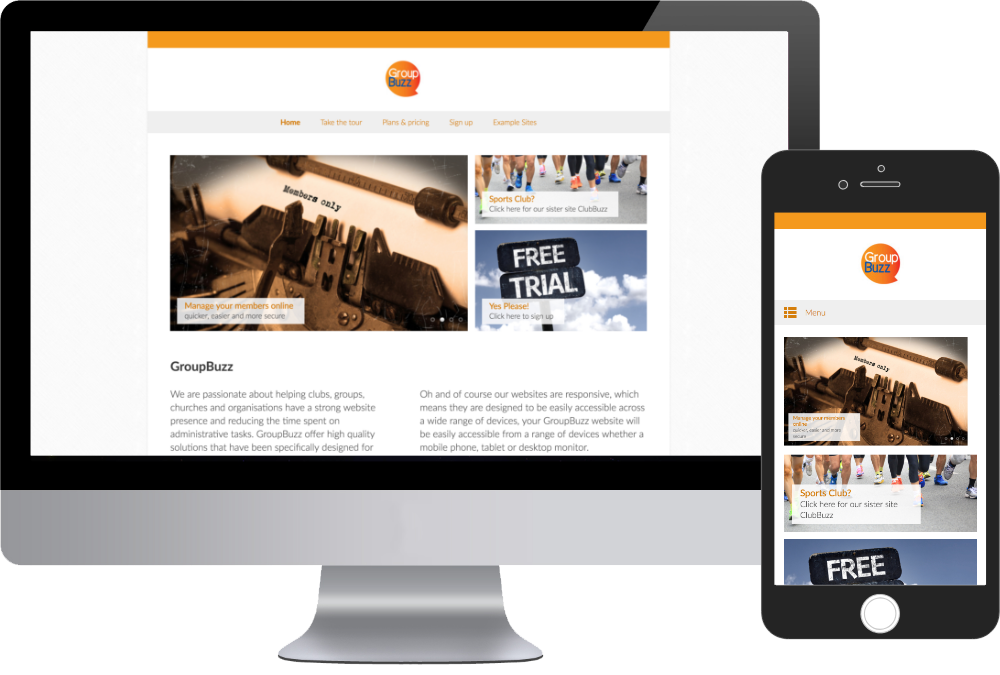 Group
Buzz
Home Take the tour Plans & pricing Sign up Example Sites
Members only
Manage your members online
quicker, easier and more secure
Sports Club?
Click here for our sister site ClubBuzz
FREE
TRIAL
Yes Please!
Click here to sign up
GroupBuzz
We are passionate about helping clubs, groups,
churches and organisations have a strong website
presence and reducing the time spent on
administrative tasks. GroupBuzz offer high quality
solutions that have been specifically designed for
Oh and of course our websites are responsive, which
means they are designed to be easily accessible across
a wide range of devices, your GroupBuzz website will
be easily accessible from a range of devices whether a
mobile phone, tablet or desktop monitor.
Group
Buzz
Menu
Members only
Manage your members
online
quicker, easier and more
secure
Sports Club?
Click here for our sister site
ClubBuzz
FREE